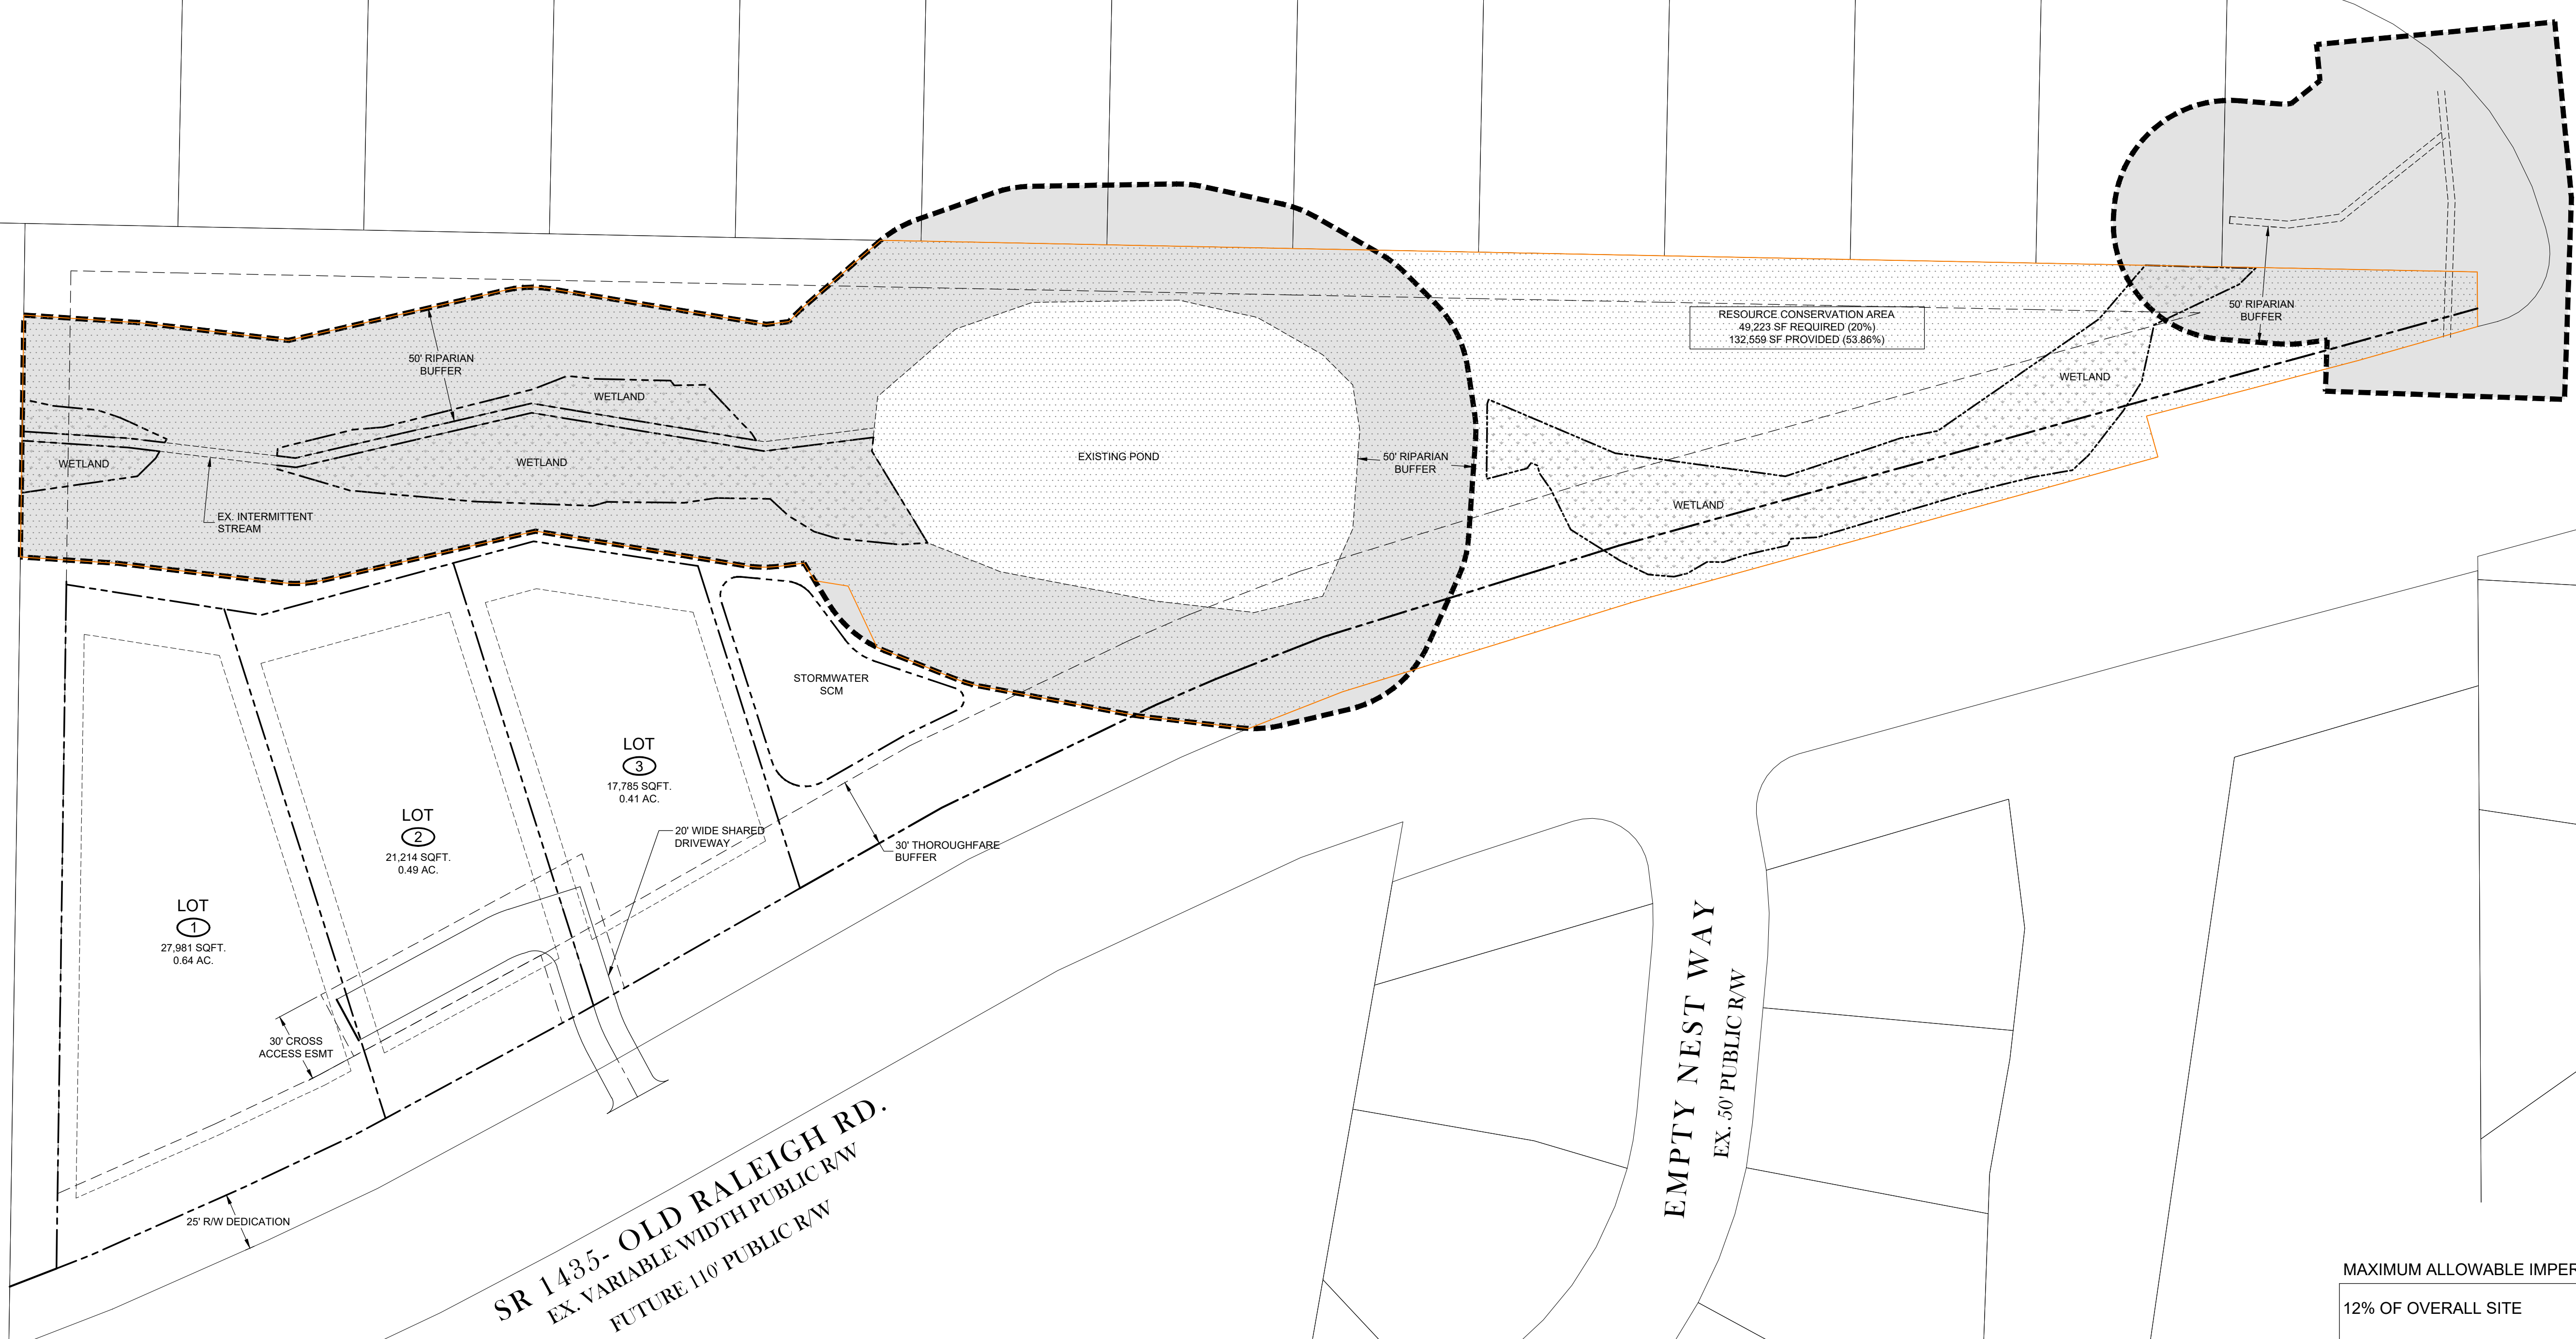 RESOURCE CONSERVATION AREA
49,223 SF REQUIRED (20%)
132,559 SF PROVIDED (53.86%)
50' RIPARIAN
BUFFER
50' RIPARIAN
BUFFER
WETLAND
WETLAND
WETLAND
WETLAND
EXISTING POND
50' RIPARIAN
BUFFER
WETLAND
EX. INTERMITTENT
STREAM
STORMWATER
SCM
LOT
3
17,785 SQFT.
0.41 AC.
LOT
2
21,214 SQFT.
0.49 AC.
20' WIDE SHARED
DRIVEWAY
30' THOROUGHFARE
BUFFER
LOT
1
27,981 SQFT.
0.64 AC.
30' CROSS
ACCESS ESMT
25' R/W DEDICATION
SR 1435- OLD RALEIGH RD.
EX. VARIABLE WIDTH PUBLIC R/W
FUTURE 110' PUBLIC R/W
EMPTY NEST WAY
EX. 50' PUBLIC R/W
MAXIMUM ALLOWABLE IMPER
12% OF OVERALL SITE